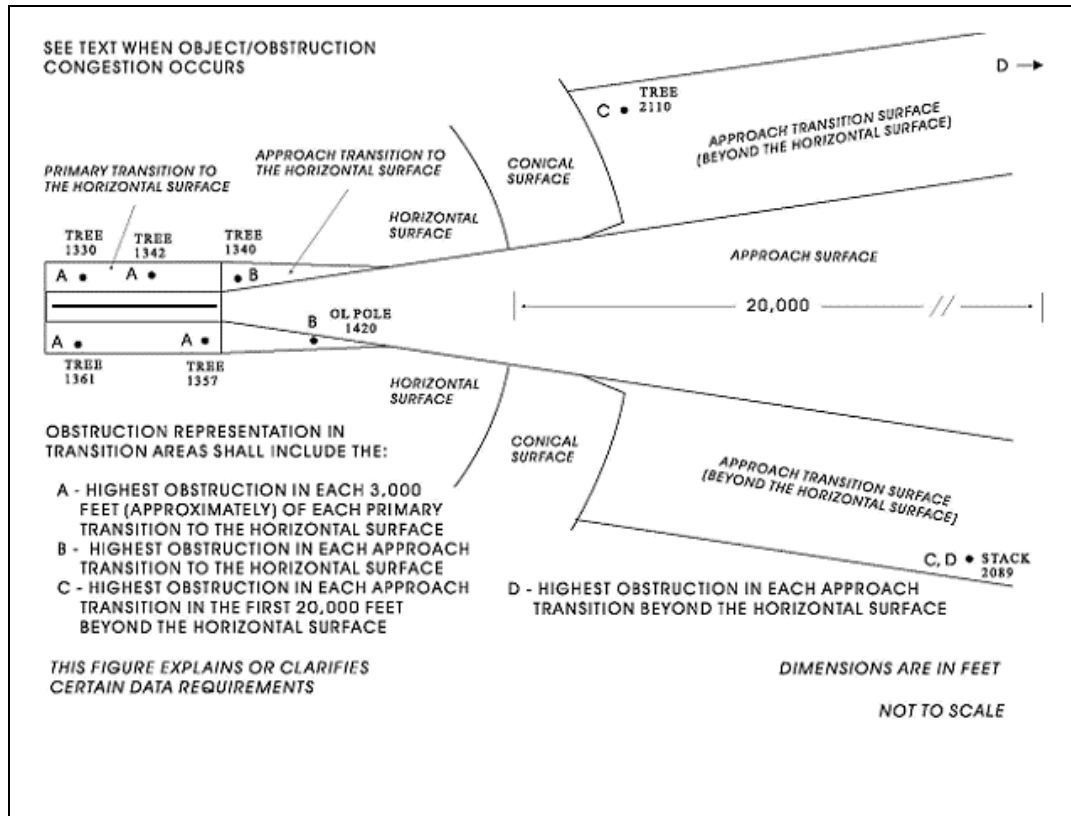 SEE TEXT WHEN OBJECT/OBSTRUCTION
CONGESTION OCCURS
D
C
TREE
2110
APPROACH TRANSITION SURFACE
(BEYOND THE HORIZONTAL SURFACE)
PRIMARY TRANSITION TO
THE HORIZONTAL SURFACE
APPROACH TRANSITION TO
THE HORIZONTAL SURFACE
CONICAL
SURFACE
HORIZONTAL
SURFACE
TREE
1330
TREE
1342
TREE
1340
A
A
B
APPROACH SURFACE
20,000
B
OL POLE
1420
A
A
TREE
1361
TREE
1357
HORIZONTAL
SURFACE
CONICAL
SURFACE
APPROACH TRANSITION SURFACE
(BEYOND THE HORIZONTAL SURFACE)
C, D
STACK
2089
OBSTRUCTION REPRESENTATION IN
TRANSITION AREAS SHALL INCLUDE THE:
A - HIGHEST OBSTRUCTION IN EACH 3,000
FEET (APPROXIMATELY) OF EACH PRIMARY
TRANSITION TO THE HORIZONTAL SURFACE
B - HIGHEST OBSTRUCTION IN EACH APPROACH
TRANSITION TO THE HORIZONTAL SURFACE
C - HIGHEST OBSTRUCTION IN EACH APPROACH
TRANSITION IN THE FIRST 20,000 FEET
BEYOND THE HORIZONTAL SURFACE
D - HIGHEST OBSTRUCTION IN EACH APPROACH
TRANSITION BEYOND THE HORIZONTAL SURFACE
THIS FIGURE EXPLAINS OR CLARIFIES
CERTAIN DATA REQUIREMENTS
DIMENSIONS ARE IN FEET
NOT TO SCALE